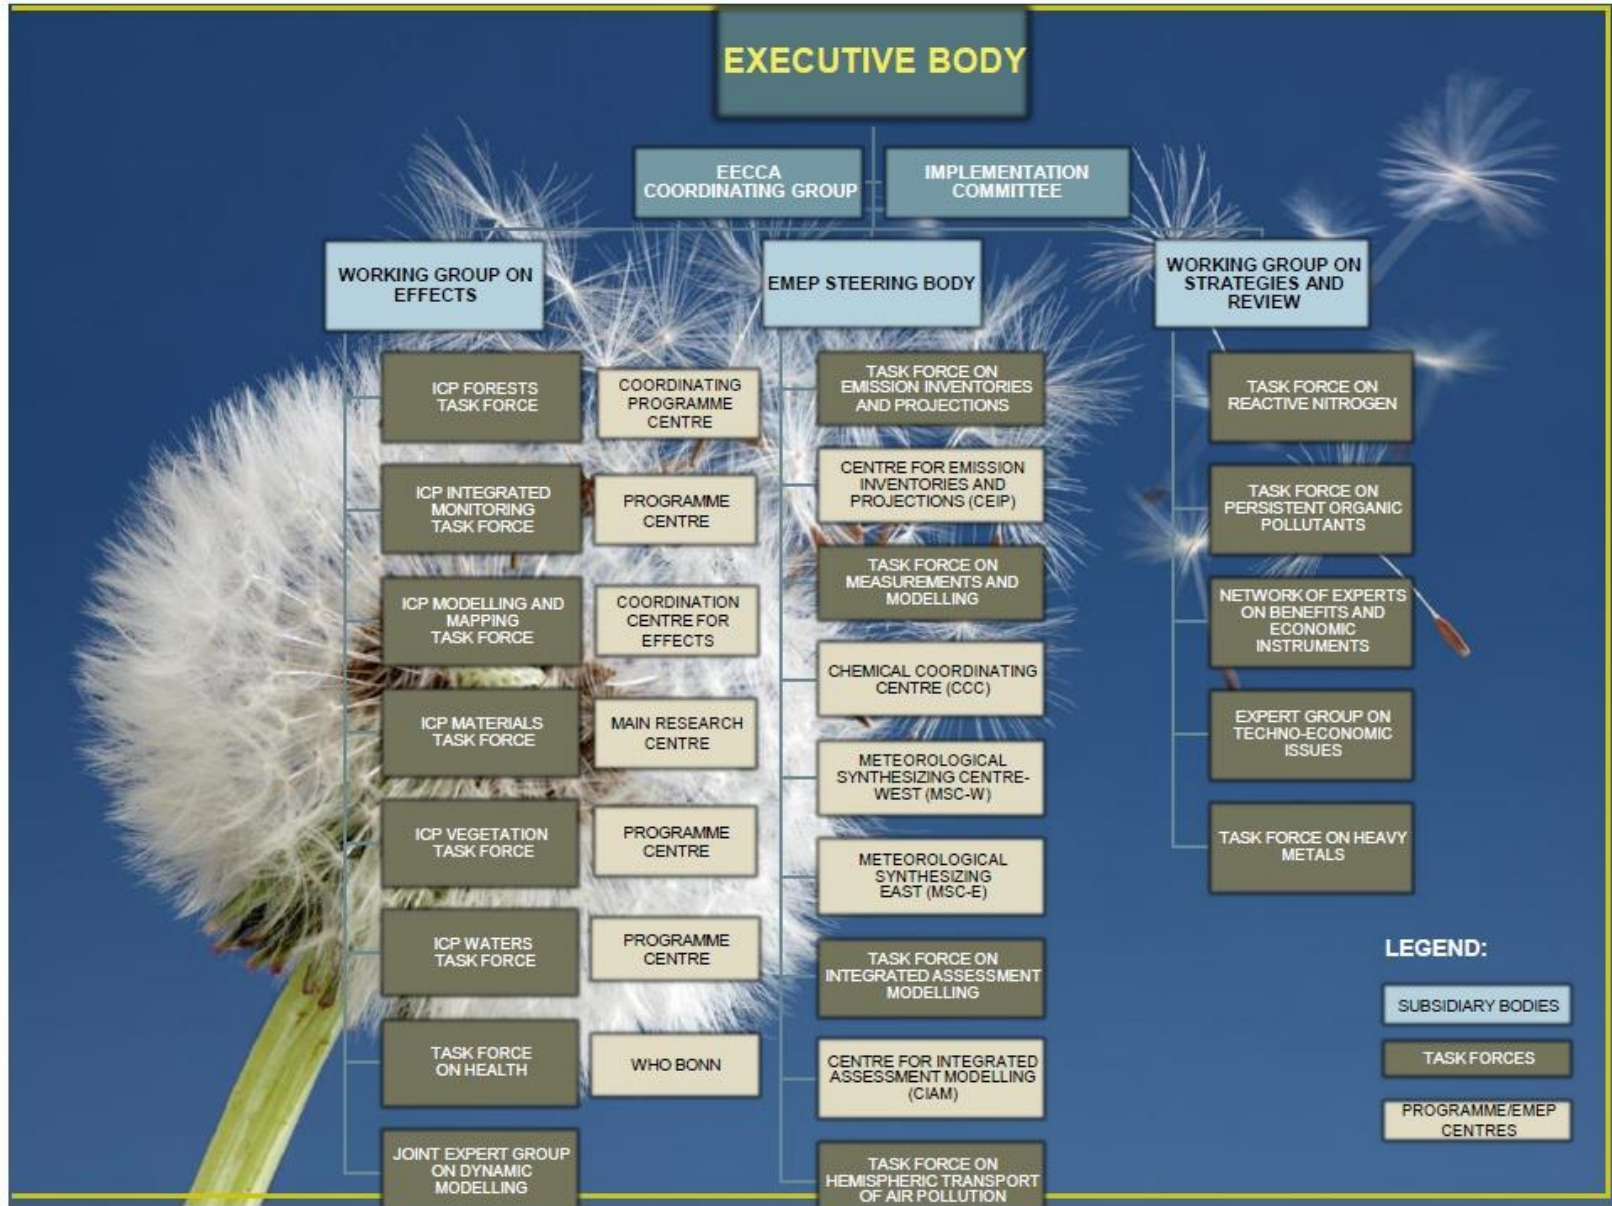 EXECUTIVE BODY
EECCA
COORDINATING GROUP
IMPLEMENTATION
COMMITTEE
WORKING GROUP ON
EFFECTS
EMEP STEERING BODY
WORKING GROUP ON
STRATEGIES AND
REVIEW
ICP FORESTS
TASK FORCE
COORDINATING
PROGRAMME
CENTRE
ICP INTEGRATED
MONITORING
TASK FORCE
PROGRAMME
CENTRE
ICP MODELLING AND
MAPPING
TASK FORCE
COORDINATION
CENTRE FOR
EFFECTS
ICP MATERIALS
TASK FORCE
MAIN RESEARCH
CENTRE
ICP VEGETATION
TASK FORCE
PROGRAMME
CENTRE
ICP WATERS
TASK FORCE
PROGRAMME
CENTRE
TASK FORCE
ON HEALTH
WHO BONN
JOINT EXPERT GROUP
ON DYNAMIC
MODELLING
TASK FORCE ON
EMISSION INVENTORIES
AND PROJECTIONS
CENTRE FOR EMISSION
INVENTORIES AND
PROJECTIONS (CEIP)
TASK FORCE ON
MEASUREMENTS AND
MODELLING
CHEMICAL COORDINATING
CENTRE (CCC)
METEOROLOGICAL
SYNTHESIZING CENTRE-
WEST (MSC-W)
METEOROLOGICAL
SYNTHESIZING
EAST (MSC-E)
TASK FORCE ON
INTEGRATED ASSESSMENT
MODELLING
CENTRE FOR INTEGRATED
ASSESSMENT MODELLING
(CIAM)
TASK FORCE ON
HEMISPHERIC TRANSPORT
OF AIR POLLUTION
TASK FORCE ON
REACTIVE NITROGEN
TASK FORCE ON
PERSISTENT ORGANIC
POLLUTANTS
NETWORK OF EXPERTS
ON BENEFITS AND
ECONOMIC
INSTRUMENTS
EXPERT GROUP ON
TECHNO-ECONOMIC
ISSUES
TASK FORCE ON HEAVY
METALS
LEGEND:
SUBSIDIARY BODIES
TASK FORCES
PROGRAMME/EMEP
CENTRES